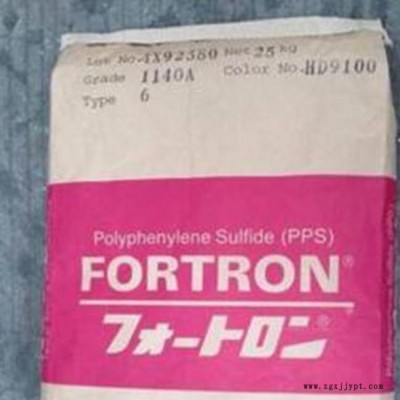 Lot No. 4X92380 Net 25 kg
Grade 1140A Color No. HD9100
Type 6
Polyphenylene Sulfide (PPS)
FORTRON®
フォートロン®
www.zgxjjypt.com